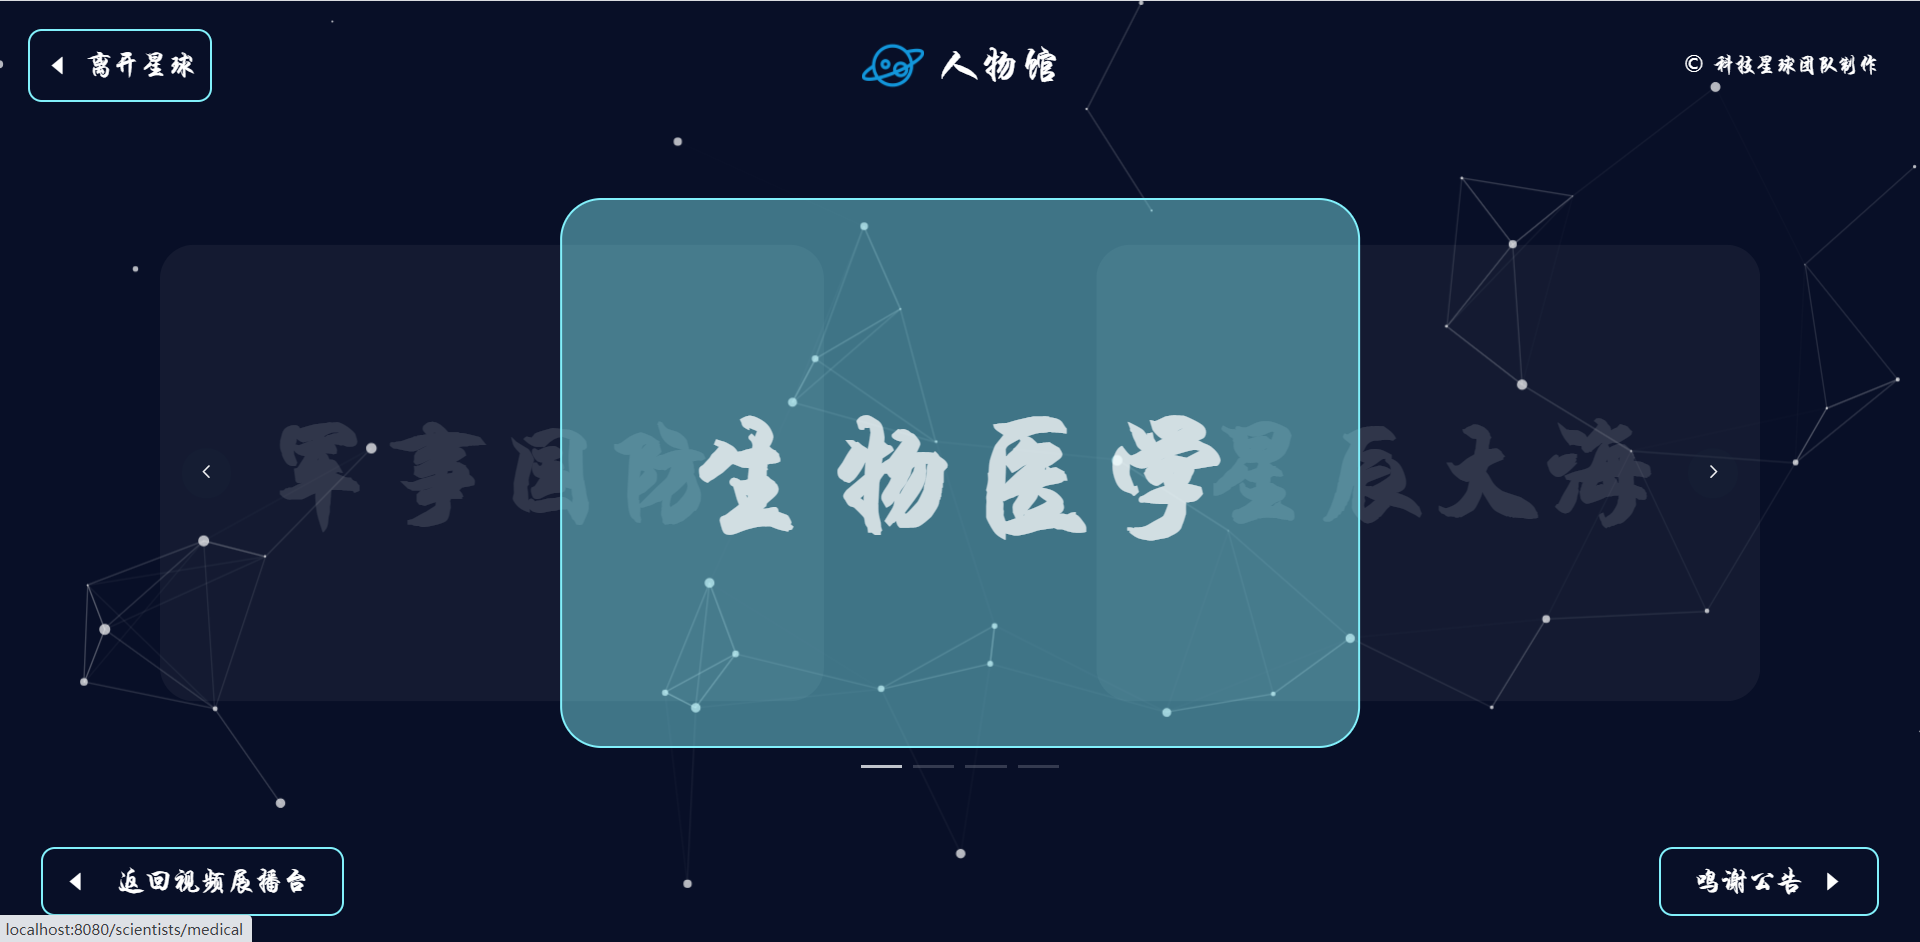 离开星球
人物馆
© 科技星球团队制作
军事国防
生物医学
星辰大海
返回视频展播台
鸣谢公告
localhost:8080/scientists/medical